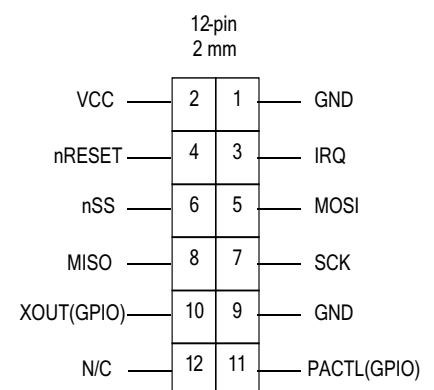 12-pin
2 mm
VCC 2 1 GND
nRESET 4 3 IRQ
nSS 6 5 MOSI
MISO 8 7 SCK
XOUT(GPIO) 10 9 GND
N/C 12 11 PACTL(GPIO)